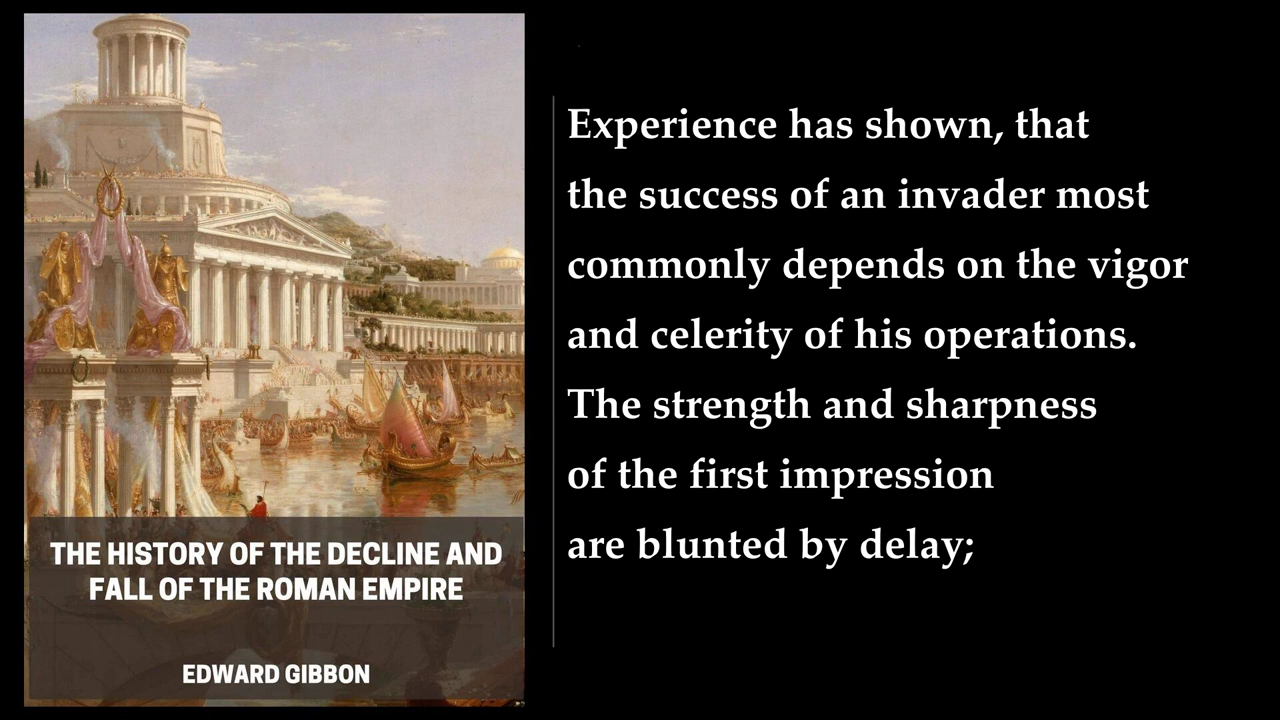 THE HISTORY OF THE DECLINE AND
FALL OF THE ROMAN EMPIRE
EDWARD GIBBON
Experience has shown, that
the success of an invader most
commonly depends on the vigor
and celerity of his operations.
The strength and sharpness
of the first impression
are blunted by delay;